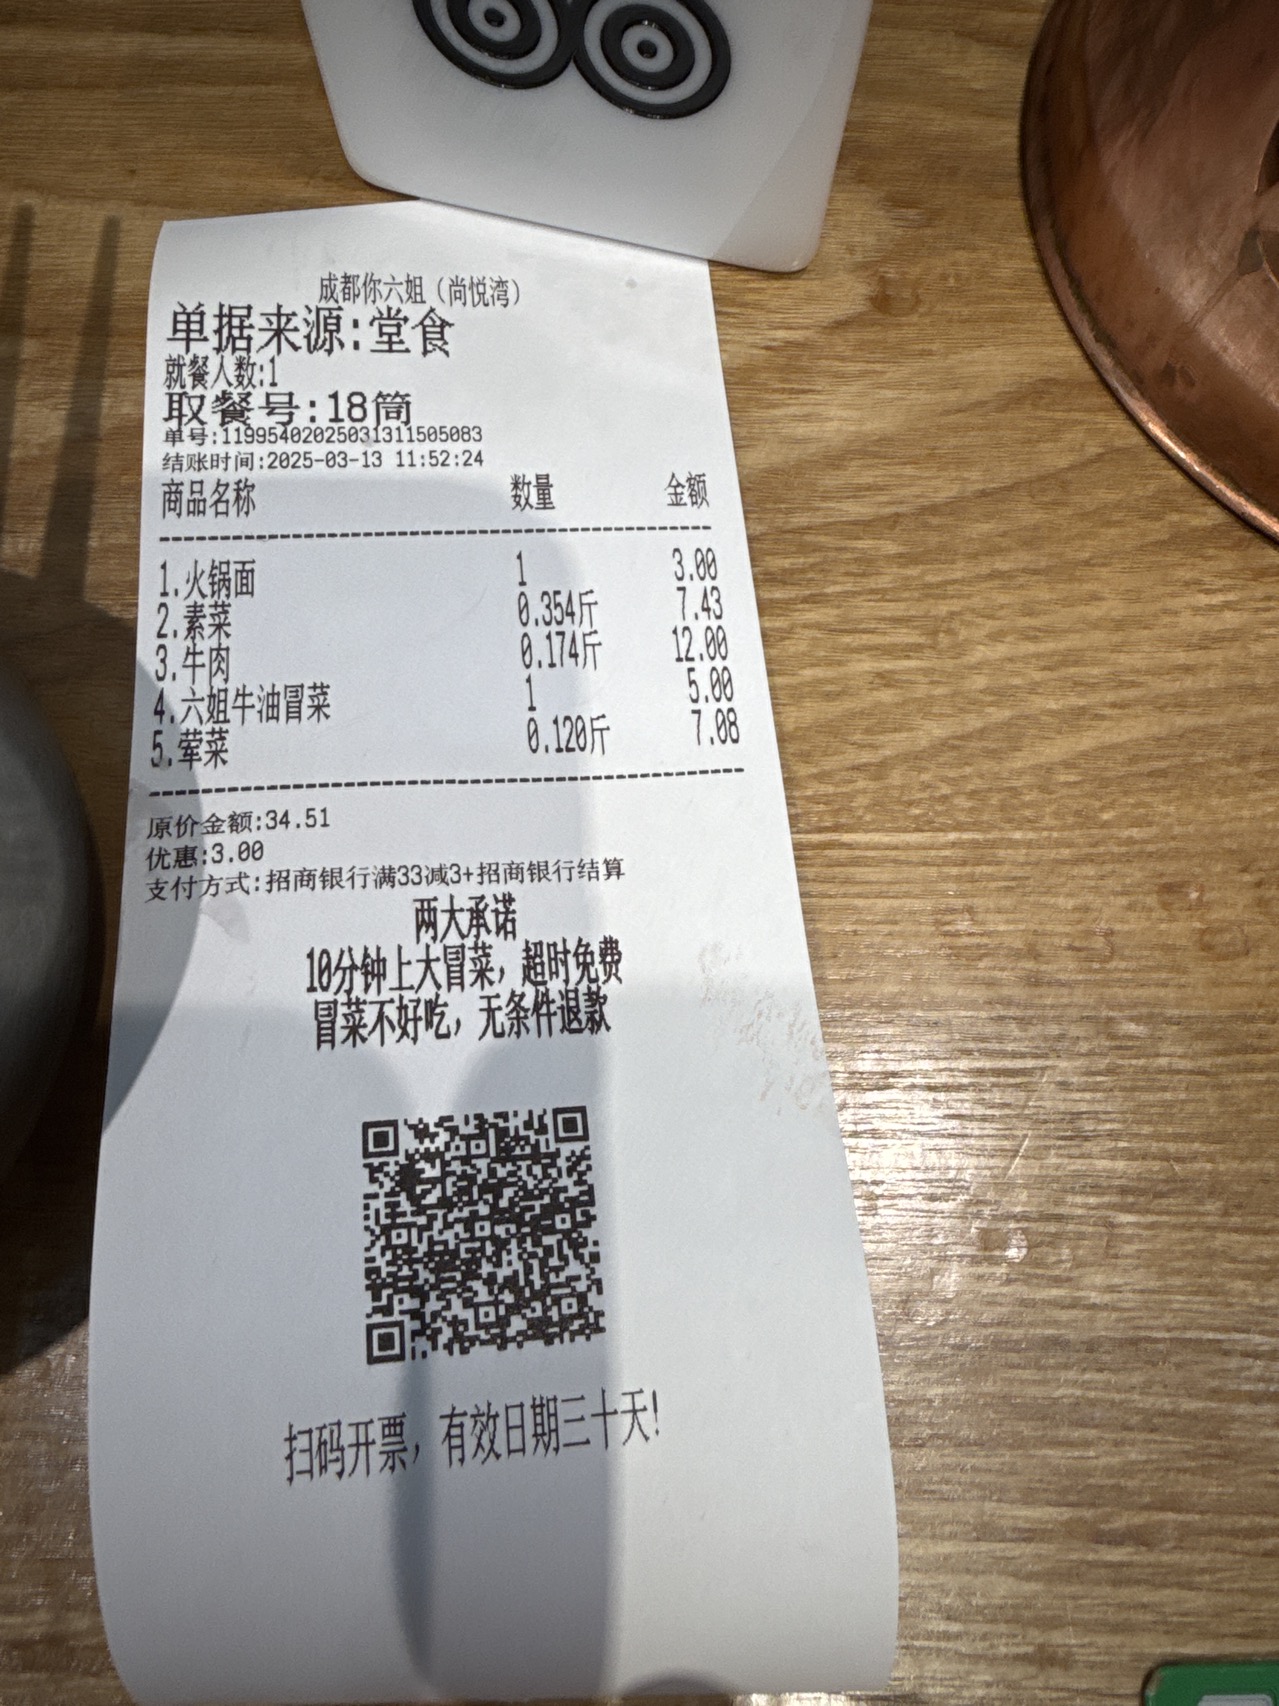 成都你六姐（尚悦湾）
单据来源:堂食
就餐人数:1
取餐号:18筒
单号:11995402025031311505083
结账时间:2025-03-13 11:52:24
商品名称 数量 金额
1.火锅面 1 3.00
2.素菜 0.354斤 7.43
3.牛肉 0.174斤 12.00
4.六姐牛油冒菜 1 5.00
5.荤菜 0.120斤 7.08
原价金额:34.51
优惠:3.00
支付方式:招商银行满33减3+招商银行结算
两大承诺
10分钟上大冒菜，超时免费
冒菜不好吃，无条件退款
扫码开票，有效日期三十天!